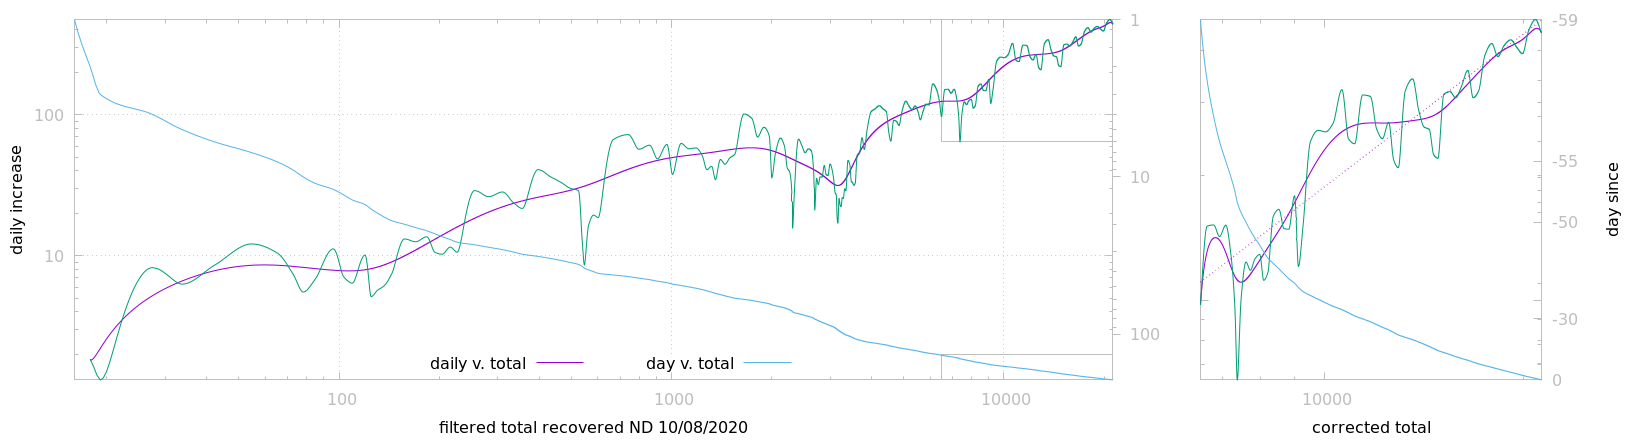 daily increase
100
10
daily v. total
day v. total
100
1000
10000
filtered total recovered ND 10/08/2020
1
10
100
10000
corrected total
-59
-55
-50
-30
0
day since